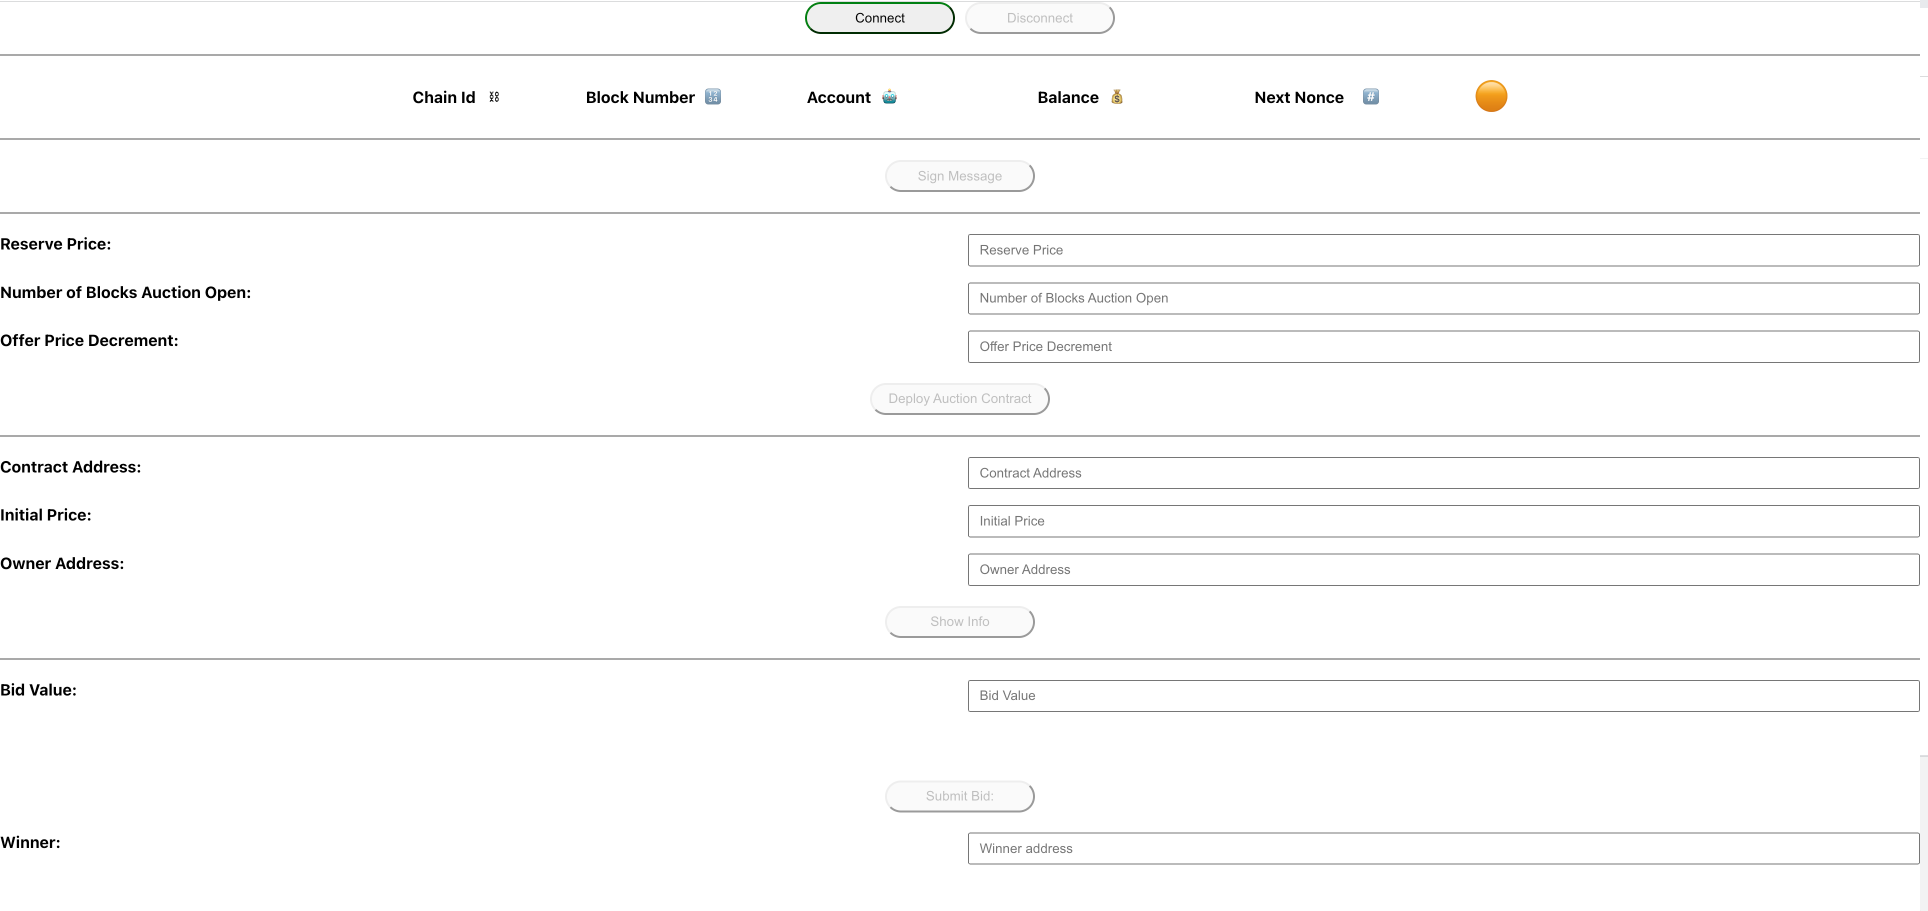 Connect Disconnect
Chain Id Block Number Account Balance Next Nonce
Sign Message
Reserve Price: Reserve Price
Number of Blocks Auction Open: Number of Blocks Auction Open
Offer Price Decrement: Offer Price Decrement
Deploy Auction Contract
Contract Address: Contract Address
Initial Price: Initial Price
Owner Address: Owner Address
Show Info
Bid Value: Bid Value
Submit Bid:
Winner: Winner address